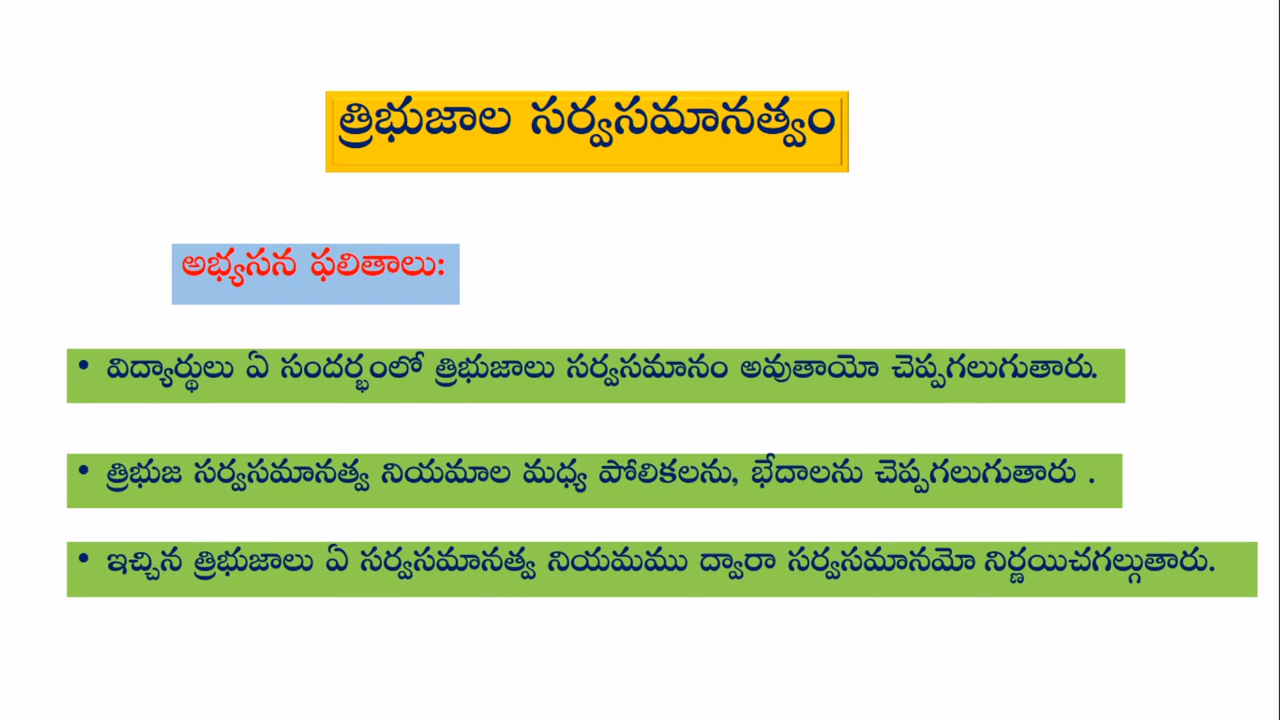 త్రిభుజాల సర్వసమానత్వం
అభ్యసన ఫలితాలు:
• విద్యార్థులు ఏ సందర్భంలో త్రిభుజాలు సర్వసమానం అవుతాయో చెప్పగలుగుతారు.
• త్రిభుజ సర్వసమానత్వ నియమాల మధ్య పోలికలను, భేదాలను చెప్పగలుగుతారు .
• ఇచ్చిన త్రిభుజాలు ఏ సర్వసమానత్వ నియమము ద్వారా సర్వసమానమో నిర్ణయిచగల్గుతారు.